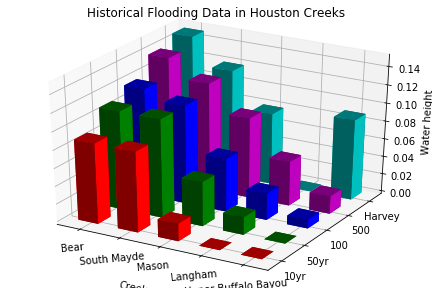 Historical Flooding Data in Houston Creeks
0.14
0.12
0.10
0.08
0.06
0.04
0.02
0.00
Water height
Harvey
500
100
50yr
10yr
Bear
South Mayde
Mason
Langham
Buffalo Bayou